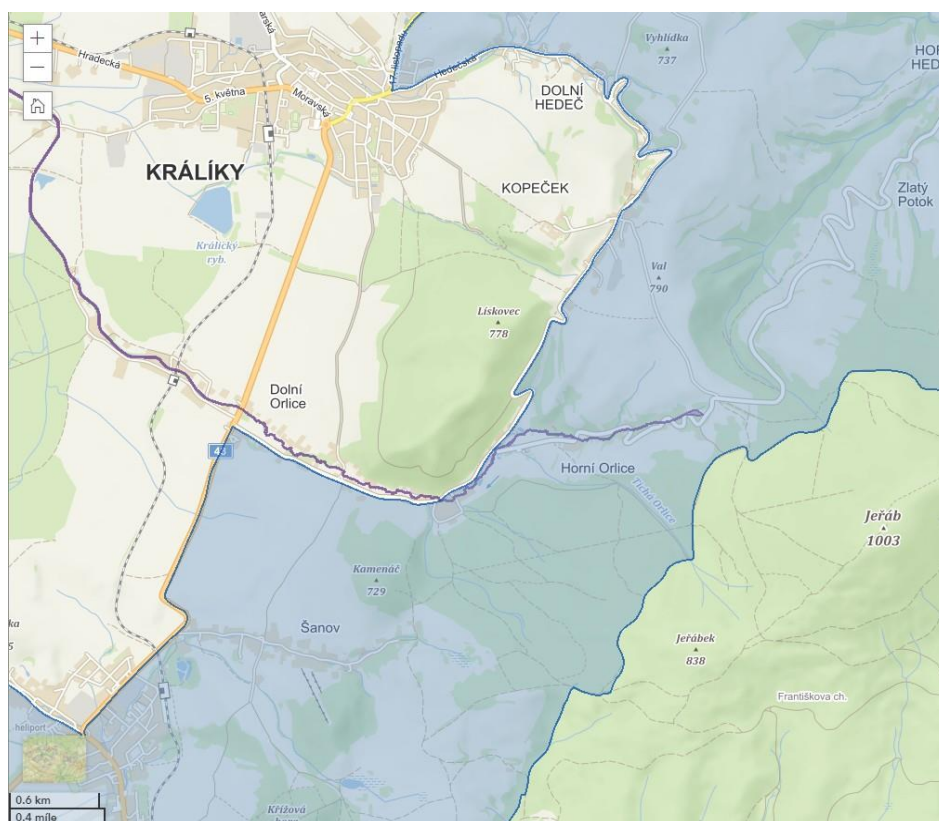 +
−
Hradecká
5. května
Moravská
17. listopadu
Hedečská
Vyhlídka
737
DOLNÍ
HEDEČ
KRÁLÍKY
KOPEČEK
Zlatý
Potok
Králický
ryb.
Val
790
Lískovec
778
Dolní
Orlice
43
Horní Orlice
Tichá Orlice
Jeřáb
1003
Kamenáč
729
Šanov
Jeřábek
838
Františkova ch.
heliport
0.6 km
0.4 míle
Křížová